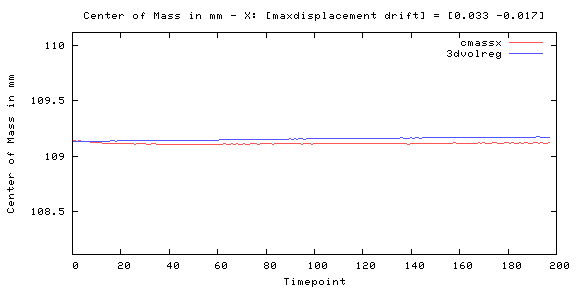 Center of Mass in mm - X: [maxdisplacement drift] = [0.033 -0.017]
cmassx
3dvolreg
110
109.5
109
108.5
Center of Mass in mm
0 20 40 60 80 100 120 140 160 180 200
Timepoint